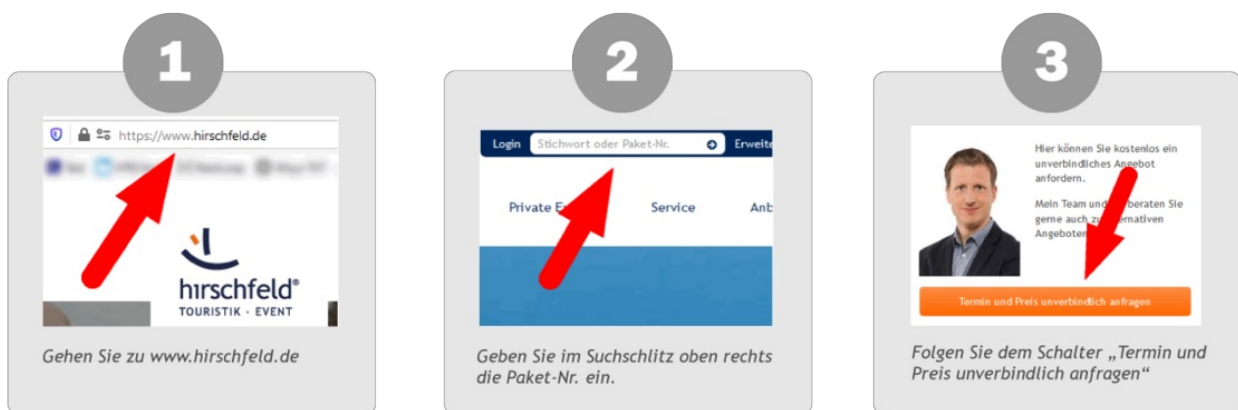 1
https://www.hirschfeld.de
hirschfeld®
TOURISTIK · EVENT
Gehen Sie zu www.hirschfeld.de
2
Login Stichwort oder Paket-Nr. Erweite
Private E Service Anb
Geben Sie im Suchschlitz oben rechts
die Paket-Nr. ein.
3
Hier können Sie kostenlos ein
unverbindliches Angebot
anfordern.
Mein Team und beraten Sie
gerne auch zu ernativen
Angeboten
Termin und Preis unverbindlich anfragen
Folgen Sie dem Schalter „Termin und
Preis unverbindlich anfragen“